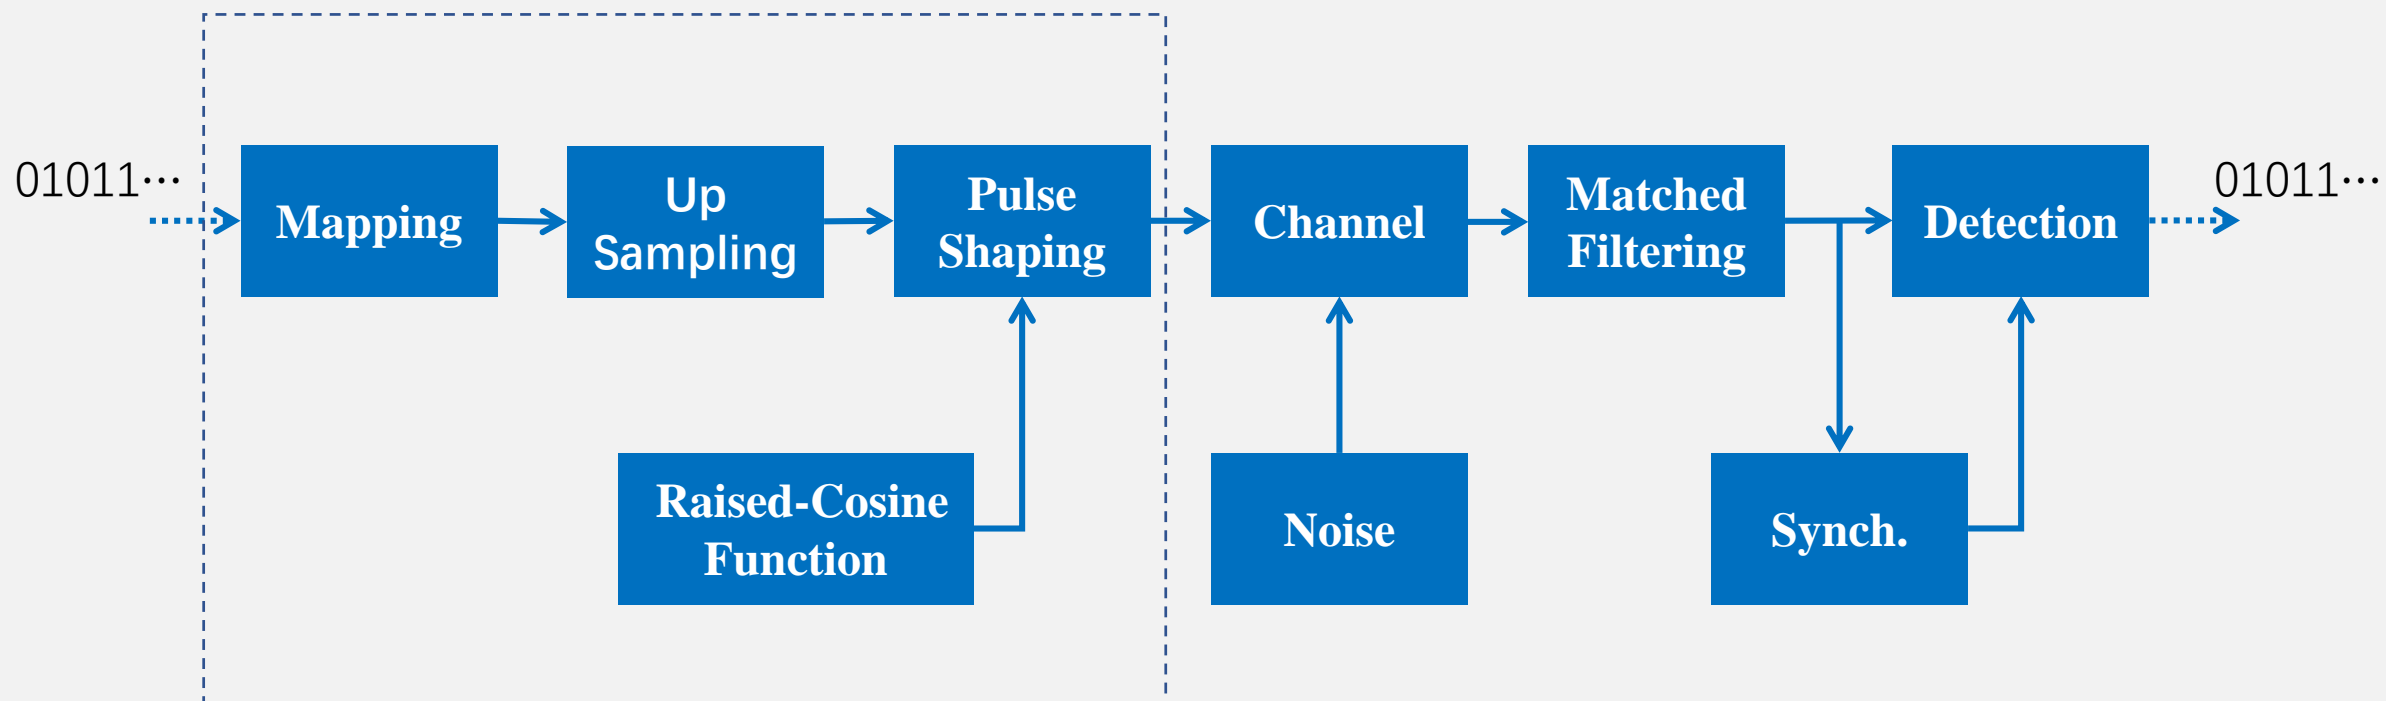 01011…
Mapping
Up
Sampling
Pulse
Shaping
Channel
Matched
Filtering
Detection
01011…
Raised-Cosine
Function
Noise
Synch.